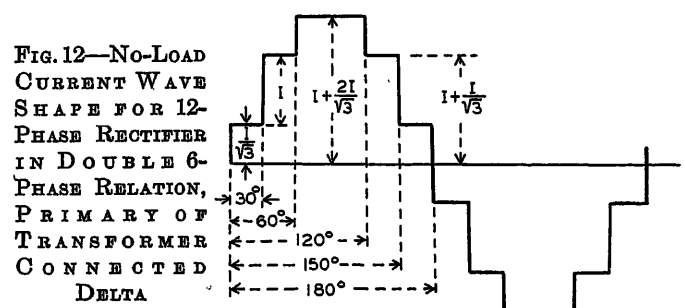 FIG. 12—NO-LOAD
CURRENT WAVE
SHAPE FOR 12-
PHASE RECTIFIER
IN DOUBLE 6-
PHASE RELATION,
PRIMARY OF
TRANSFORMER
CONNECTED
DELTA
I
I+2I/√3
I+I/√3
I/√3
30°
60°
120°
150°
180°